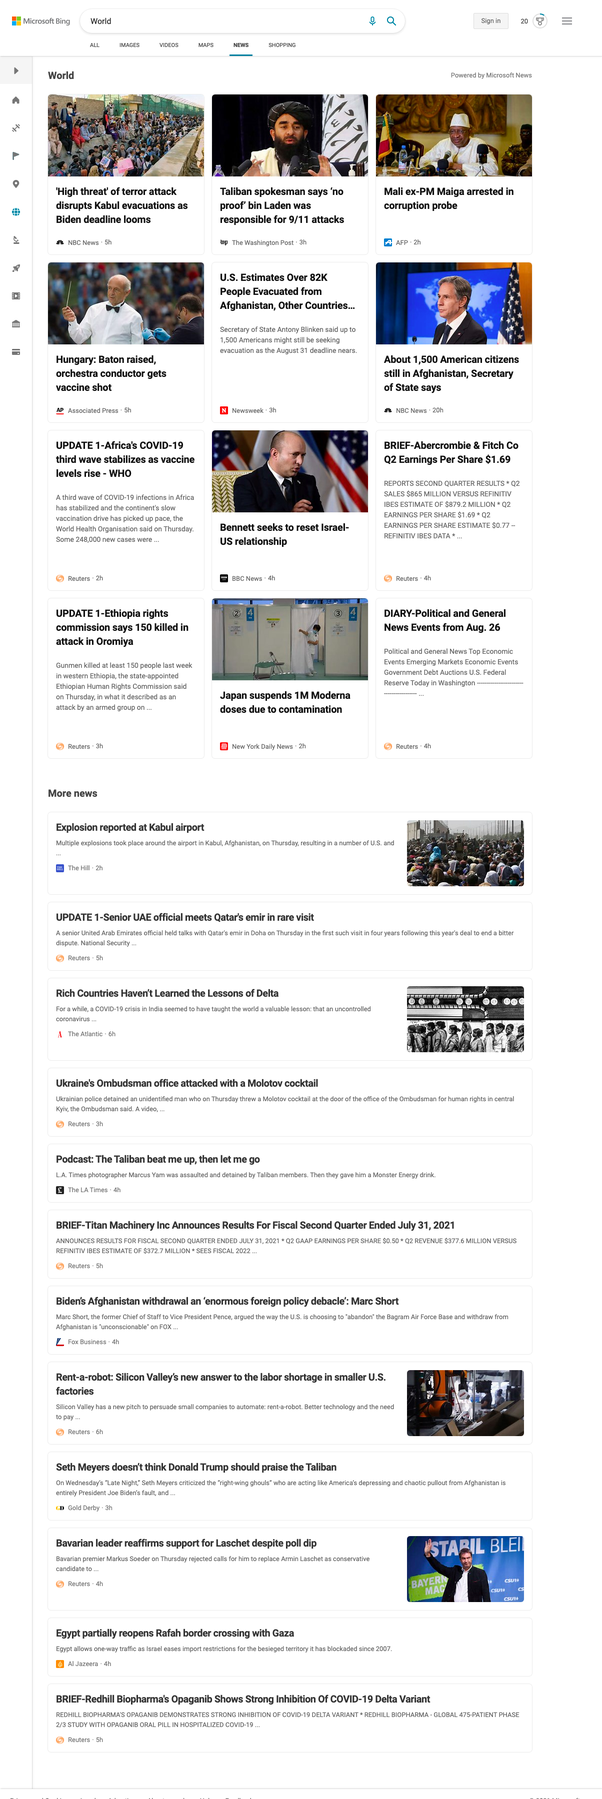 Microsoft Bing
World
Sign in
20
ALL
IMAGES
VIDEOS
MAPS
NEWS
SHOPPING
World
Powered by Microsoft News
'High threat' of terror attack
disrupts Kabul evacuations as
Biden deadline looms
NBC News · 5h
Taliban spokesman says 'no
proof' bin Laden was
responsible for 9/11 attacks
The Washington Post · 3h
Mali ex-PM Maiga arrested in
corruption probe
AFP · 2h
Hungary: Baton raised,
orchestra conductor gets
vaccine shot
Associated Press · 5h
U.S. Estimates Over 82K
People Evacuated from
Afghanistan, Other Countries...
Secretary of State Antony Blinken said up to
1,500 Americans might still be seeking
evacuation as the August 31 deadline nears.
Newsweek · 3h
About 1,500 American citizens
still in Afghanistan, Secretary
of State says
NBC News · 20h
UPDATE 1-Africa's COVID-19
third wave stabilizes as vaccine
levels rise - WHO
A third wave of COVID-19 infections in Africa
has stabilized and the continent's slow
vaccination drive has picked up pace, the
World Health Organisation said on Thursday.
Some 248,000 new cases were ...
Reuters · 2h
Bennett seeks to reset Israel-
US relationship
BBC News · 4h
BRIEF-Abercrombie & Fitch Co
Q2 Earnings Per Share $1.69
REPORTS SECOND QUARTER RESULTS * Q2
SALES $865 MILLION VERSUS REFINITIV
IBES ESTIMATE OF $879.2 MILLION * Q2
EARNINGS PER SHARE $1.69 * Q2
EARNINGS PER SHARE ESTIMATE $0.77 --
REFINITIV IBES DATA * ...
Reuters · 4h
UPDATE 1-Ethiopia rights
commission says 150 killed in
attack in Oromiya
Gunmen killed at least 150 people last week
in western Ethiopia, the state-appointed
Ethiopian Human Rights Commission said
on Thursday, in what it described as an
attack by an armed group on ...
Reuters · 3h
2
3
4
Japan suspends 1M Moderna
doses due to contamination
New York Daily News · 2h
DIARY-Political and General
News Events from Aug. 26
Political and General News Top Economic
Events Emerging Markets Economic Events
Government Debt Auctions U.S. Federal
Reserve Today in Washington ----------------------
---------------- ...
Reuters · 4h
More news
Explosion reported at Kabul airport
Multiple explosions took place around the airport in Kabul, Afghanistan, on Thursday, resulting in a number of U.S. and
...
The Hill · 2h
UPDATE 1-Senior UAE official meets Qatar's emir in rare visit
A senior United Arab Emirates official held talks with Qatar's emir in Doha on Thursday in the first such visit in four years following this year's deal to end a bitter
dispute. National Security ...
Reuters · 5h
Rich Countries Haven't Learned the Lessons of Delta
For a while, a COVID-19 crisis in India seemed to have taught the world a valuable lesson: that an uncontrolled
coronavirus ...
The Atlantic · 6h
Ukraine's Ombudsman office attacked with a Molotov cocktail
Ukrainian police detained an unidentified man who on Thursday threw a Molotov cocktail at the door of the office of the Ombudsman for human rights in central
Kyiv, the Ombudsman said. A video, ...
Reuters · 3h
Podcast: The Taliban beat me up, then let me go
L.A. Times photographer Marcus Yam was assaulted and detained by Taliban members. Then they gave him a Monster Energy drink.
The LA Times · 4h
BRIEF-Titan Machinery Inc Announces Results For Fiscal Second Quarter Ended July 31, 2021
ANNOUNCES RESULTS FOR FISCAL SECOND QUARTER ENDED JULY 31, 2021 * Q2 GAAP EARNINGS PER SHARE $0.50 * Q2 REVENUE $377.6 MILLION VERSUS
REFINITIV IBES ESTIMATE OF $372.7 MILLION * SEES FISCAL 2022 ...
Reuters · 5h
Biden's Afghanistan withdrawal an 'enormous foreign policy debacle': Marc Short
Marc Short, the former Chief of Staff to Vice President Pence, argued the way the U.S. is choosing to "abandon" the Bagram Air Force Base and withdraw from
Afghanistan is "unconscionable" on FOX ...
Fox Business · 4h
Rent-a-robot: Silicon Valley's new answer to the labor shortage in smaller U.S.
factories
Silicon Valley has a new pitch to persuade small companies to automate: rent-a-robot. Better technology and the need
to pay ...
Reuters · 6h
Seth Meyers doesn't think Donald Trump should praise the Taliban
On Wednesday's "Late Night," Seth Meyers criticized the "right-wing ghouls" who are acting like America's depressing and chaotic pullout from Afghanistan is
entirely President Joe Biden's fault, and ...
Gold Derby · 3h
Bavarian leader reaffirms support for Laschet despite poll dip
Bavarian premier Markus Soeder on Thursday rejected calls for him to replace Armin Laschet as conservative
candidate to ...
Reuters · 4h
STABIL
Egypt partially reopens Rafah border crossing with Gaza
Egypt allows one-way traffic as Israel eases import restrictions for the besieged territory it has blockaded since 2007.
Al Jazeera · 4h
BRIEF-Redhill Biopharma's Opaganib Shows Strong Inhibition Of COVID-19 Delta Variant
REDHILL BIOPHARMA'S OPAGANIB DEMONSTRATES STRONG INHIBITION OF COVID-19 DELTA VARIANT * REDHILL BIOPHARMA - GLOBAL 475-PATIENT PHASE
2/3 STUDY WITH OPAGANIB ORAL PILL IN HOSPITALIZED COVID-19 ...
Reuters · 5h